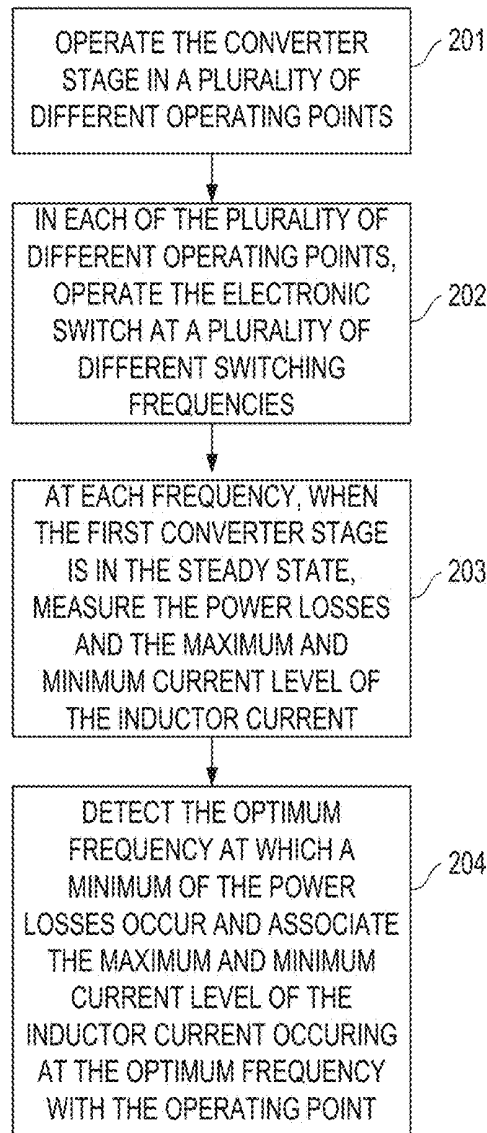 OPERATE THE CONVERTER
STAGE IN A PLURALITY OF
DIFFERENT OPERATING POINTS
201
IN EACH OF THE PLURALITY OF
DIFFERENT OPERATING POINTS,
OPERATE THE ELECTRONIC
SWITCH AT A PLURALITY OF
DIFFERENT SWITCHING
FREQUENCIES
202
AT EACH FREQUENCY, WHEN
THE FIRST CONVERTER STAGE
IS IN THE STEADY STATE,
MEASURE THE POWER LOSSES
AND THE MAXIMUM AND
MINIMUM CURRENT LEVEL OF
THE INDUCTOR CURRENT
203
DETECT THE OPTIMUM
FREQUENCY AT WHICH A
MINIMUM OF THE POWER
LOSSES OCCUR AND ASSOCIATE
THE MAXIMUM AND MINIMUM
CURRENT LEVEL OF THE
INDUCTOR CURRENT OCCURING
AT THE OPTIMUM FREQUENCY
WITH THE OPERATING POINT
204